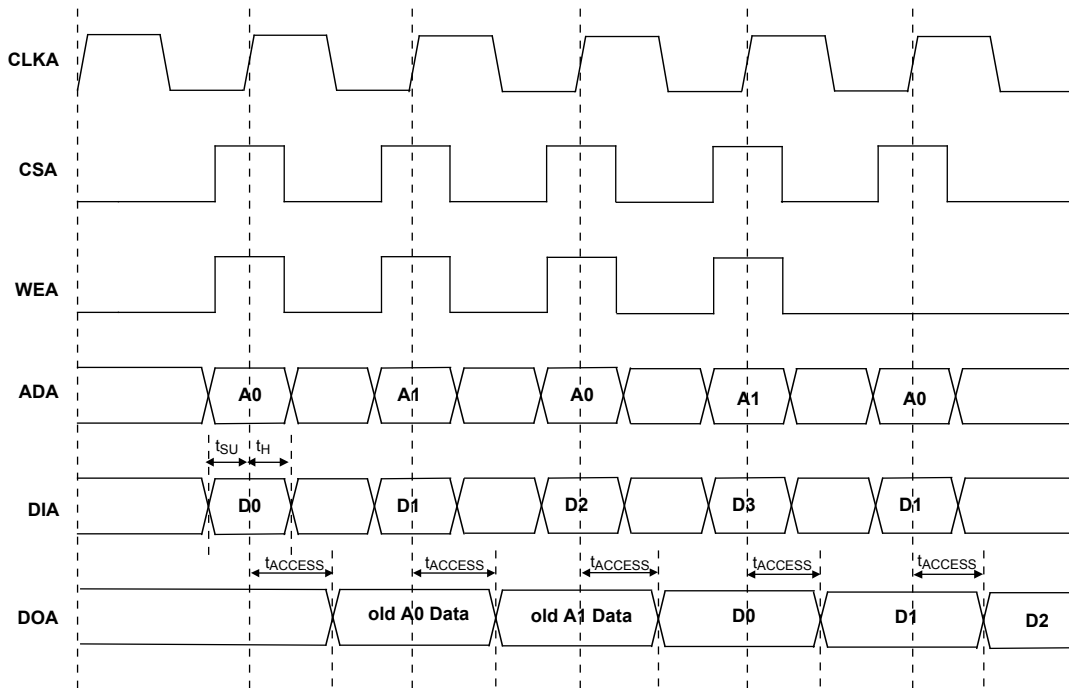 CLKA
CSA
WEA
ADA A0 A1 A0 A1 A0
tSU tH
DIA D0 D1 D2 D3 D1
tACCESS tACCESS tACCESS tACCESS tACCESS
DOA old A0 Data old A1 Data D0 D1 D2